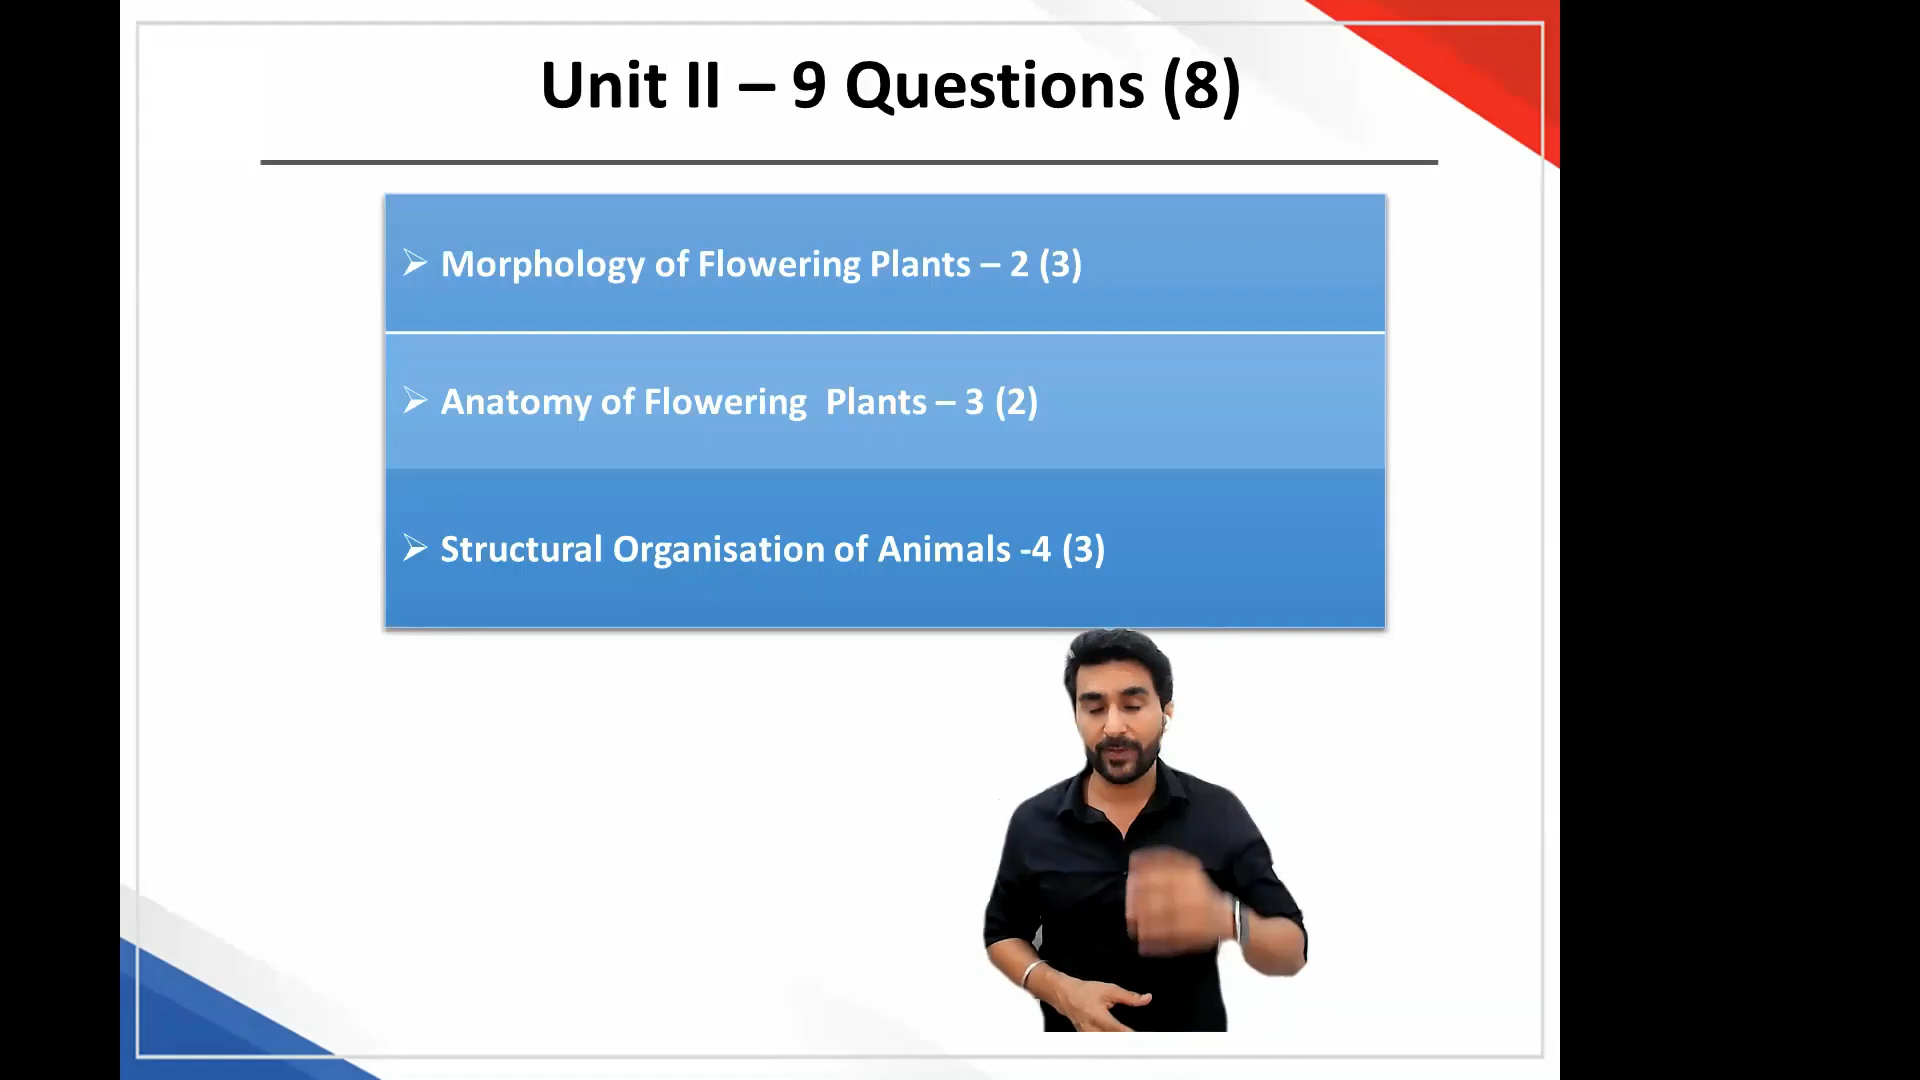 Unit II – 9 Questions (8)
➢ Morphology of Flowering Plants – 2 (3)
➢ Anatomy of Flowering  Plants – 3 (2)
➢ Structural Organisation of Animals -4 (3)